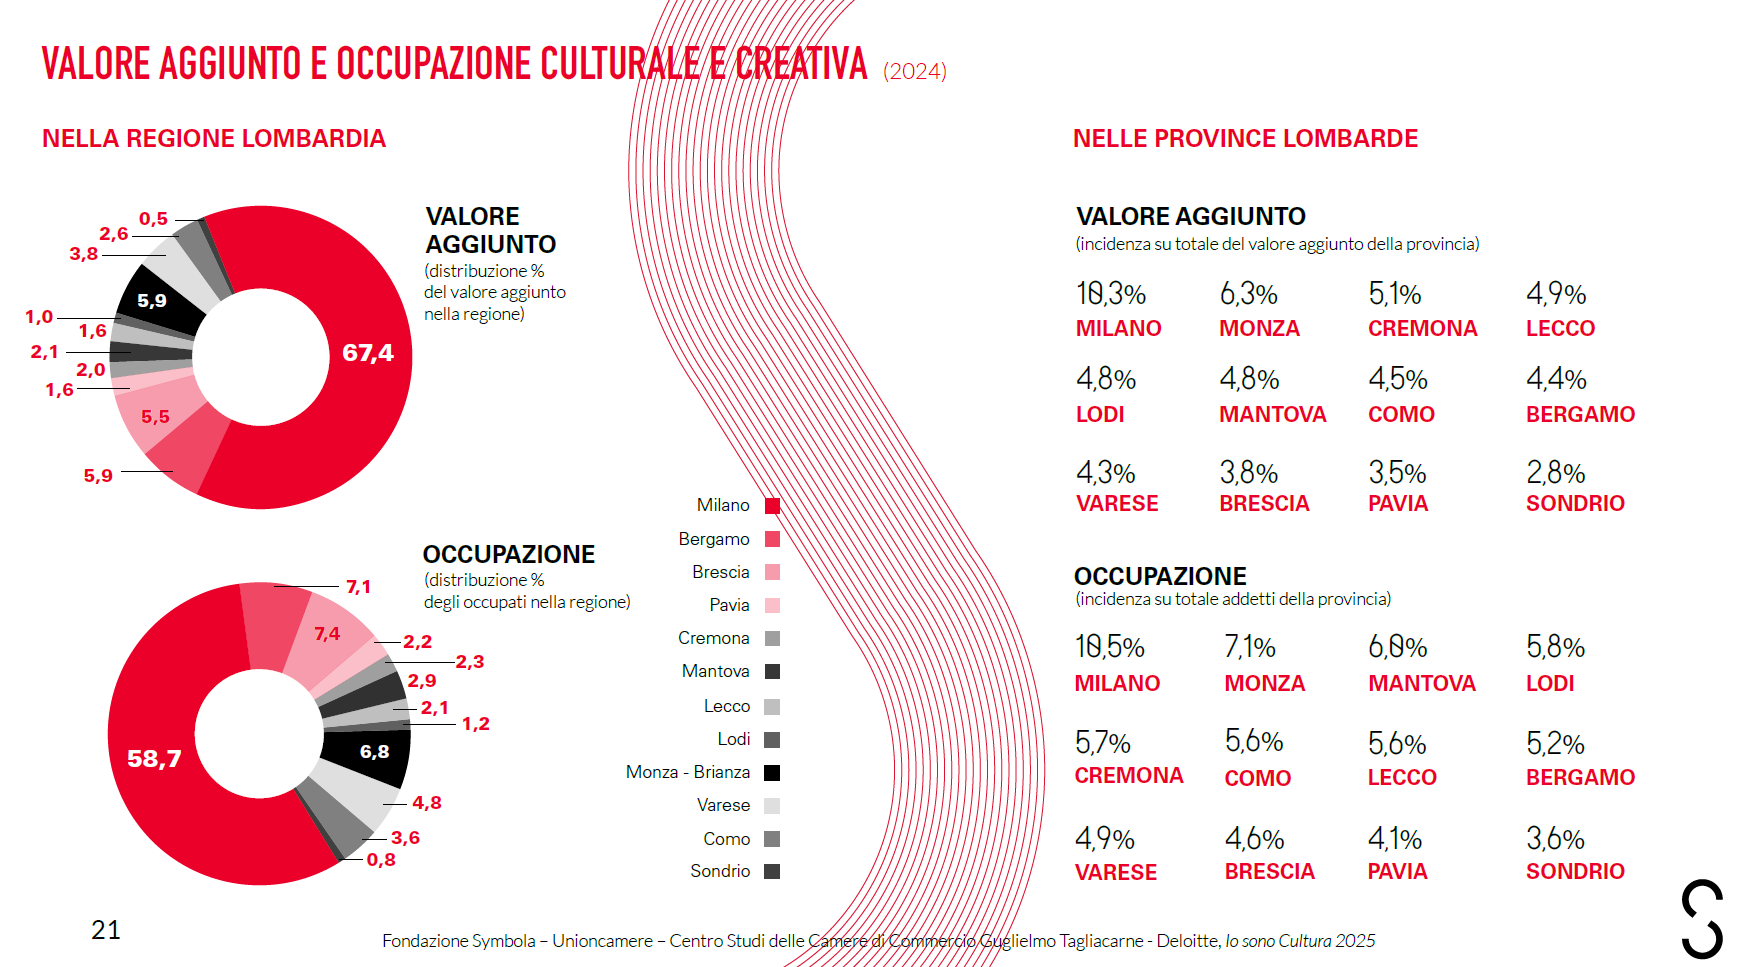 VALORE AGGIUNTO E OCCUPAZIONE CULTURALE E CREATIVA (2024)
NELLA REGIONE LOMBARDIA
VALORE
AGGIUNTO
(distribuzione %
del valore aggiunto
nella regione)
0,5
2,6
3,8
5,9
1,0
1,6
2,1
2,0
1,6
5,5
5,9
67,4
OCCUPAZIONE
(distribuzione %
degli occupati nella regione)
7,1
7,4
2,2
2,3
2,9
2,1
1,2
6,8
4,8
3,6
0,8
58,7
Milano
Bergamo
Brescia
Pavia
Cremona
Mantova
Lecco
Lodi
Monza - Brianza
Varese
Como
Sondrio
NELLE PROVINCE LOMBARDE
VALORE AGGIUNTO
(incidenza su totale del valore aggiunto della provincia)
10,3% 6,3% 5,1% 4,9%
MILANO MONZA CREMONA LECCO
4,8% 4,8% 4,5% 4,4%
LODI MANTOVA COMO BERGAMO
4,3% 3,8% 3,5% 2,8%
VARESE BRESCIA PAVIA SONDRIO
OCCUPAZIONE
(incidenza su totale addetti della provincia)
10,5% 7,1% 6,0% 5,8%
MILANO MONZA MANTOVA LODI
5,7% 5,6% 5,6% 5,2%
CREMONA COMO LECCO BERGAMO
4,9% 4,6% 4,1% 3,6%
VARESE BRESCIA PAVIA SONDRIO
21
Fondazione Symbola – Unioncamere – Centro Studi delle Camere di Commercio Guglielmo Tagliacarne - Deloitte, Io sono Cultura 2025